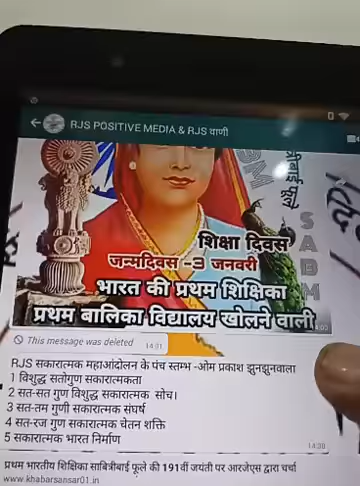 RJS POSITIVE MEDIA & RJS वाणी
शिक्षा दिवस
जन्मदिवस -3 जनवरी
भारत की प्रथम शिक्षिका
प्रथम बालिका विद्यालय खोलने वाली
This message was deleted 14:31
RJS सकारात्मक महाआंदोलन के पंच स्तम्भ -ओम प्रकाश झुनझुनवाला
1 विशुद्ध सतोगुण सकारात्मकता
2 सत-सत गुण विशुद्ध सकारात्मक सोच।
3 सत-तम गुणी सकारात्मक संघर्ष
4 सत-रज गुण सकारात्मक चेतन शक्ति
5 सकारात्मक भारत निर्माण
14:39
प्रथम भारतीय शिक्षिका साबित्रीबाई फूले की 191वीं जयंती पर आरजेएस द्वारा चर्चा
www.khabarsansar01.in